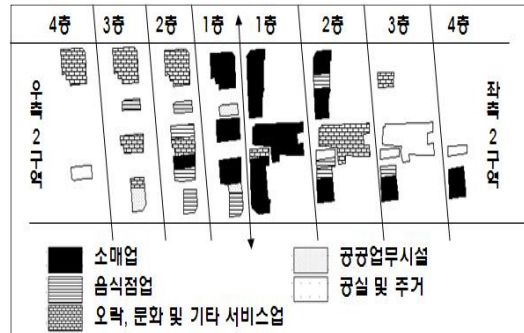 4층 3층 2층 1층 1층 2층 3층 4층
우측 2 구역
좌측 2 구역
소매업
공공업무시설
음식점업
공실 및 주거
오락, 문화 및 기타 서비스업